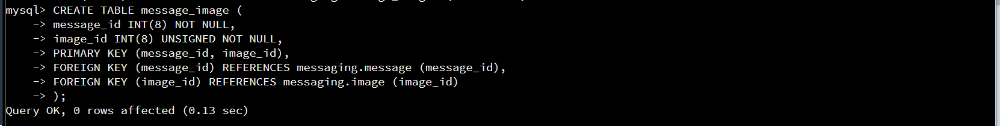 mysql> CREATE TABLE message_image (
    -> message_id INT(8) NOT NULL,
    -> image_id INT(8) UNSIGNED NOT NULL,
    -> PRIMARY KEY (message_id, image_id),
    -> FOREIGN KEY (message_id) REFERENCES messaging.message (message_id),
    -> FOREIGN KEY (image_id) REFERENCES messaging.image (image_id)
    -> );
Query OK, 0 rows affected (0.13 sec)